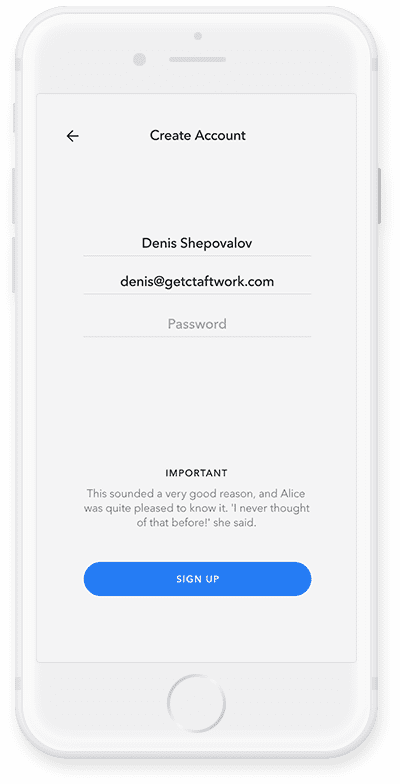 Create Account
Denis Shepovalov
denis@getctaftwork.com
Password
IMPORTANT
This sounded a very good reason, and Alice
was quite pleased to know it. 'I never thought
of that before!' she said.
SIGN UP